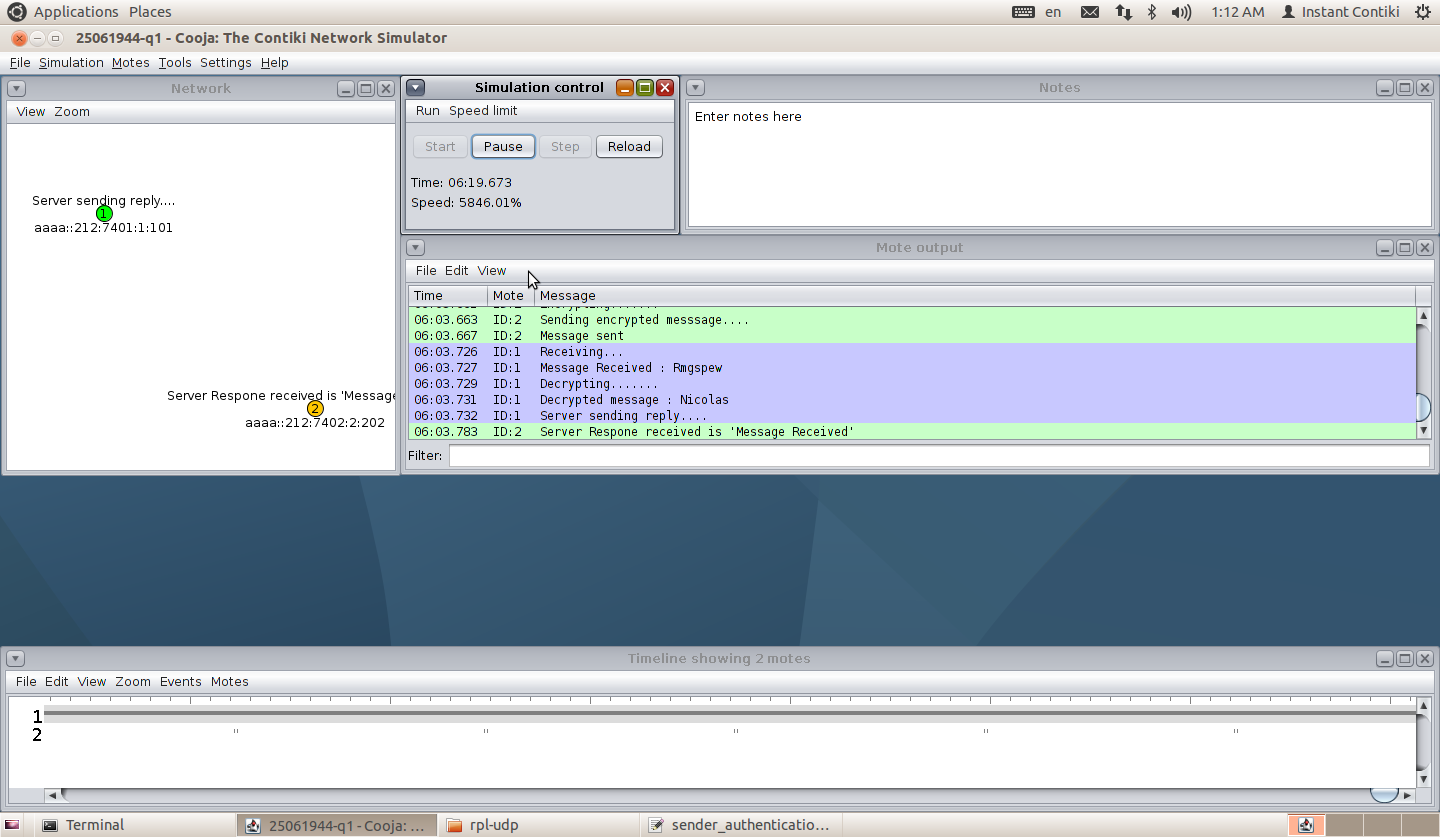 Applications Places en 1:12 AM Instant Contiki
25061944-q1 - Cooja: The Contiki Network Simulator
File Simulation Motes Tools Settings Help
Network
View Zoom
Server sending reply....
1
aaaa::212:7401:1:101
Server Respone received is 'Message
2
aaaa::212:7402:2:202
Simulation control
Run Speed limit
Start Pause Step Reload
Time: 06:19.673
Speed: 5846.01%
Notes
Enter notes here
Mote output
File Edit View
Time Mote Message
06:03.663 ID:2 Sending encrypted messsage....
06:03.667 ID:2 Message sent
06:03.726 ID:1 Receiving...
06:03.727 ID:1 Message Received : Rmgspew
06:03.729 ID:1 Decrypting.......
06:03.731 ID:1 Decrypted message : Nicolas
06:03.732 ID:1 Server sending reply....
06:03.783 ID:2 Server Respone received is 'Message Received'
Filter:
Timeline showing 2 motes
File Edit View Zoom Events Motes
1
2
Terminal 25061944-q1 - Cooja: ... rpl-udp sender_authenticatio...